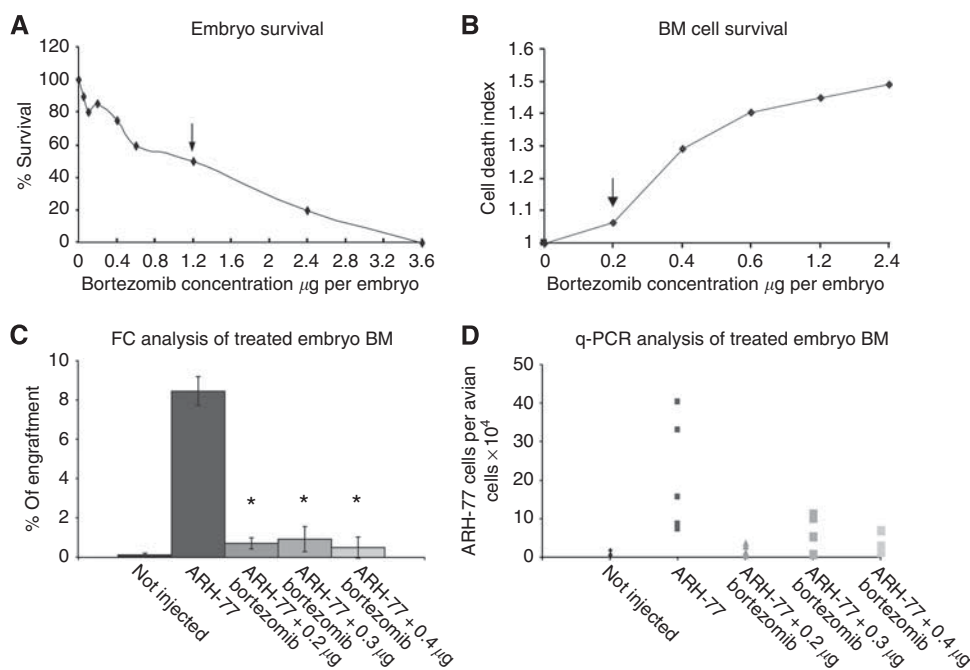 A
Embryo survival
% Survival
120
100
80
60
40
20
0
0 0.4 0.8 1.2 1.6 2 2.4 2.8 3.2 3.6
Bortezomib concentration μg per embryo
B
BM cell survival
Cell death index
1.6
1.5
1.4
1.3
1.2
1.1
1
0 0.2 0.4 0.6 1.2 2.4
Bortezomib concentration μg per embryo
C
FC analysis of treated embryo BM
% Of engraftment
10
8
6
4
2
0
* * *
Not injected
ARH-77
ARH-77 + 0.2 μg
bortezomib
ARH-77 + 0.3 μg
bortezomib
ARH-77 + 0.4 μg
bortezomib
D
q-PCR analysis of treated embryo BM
ARH-77 cells per avian
cells × 10⁴
50
40
30
20
10
0
Not injected
ARH-77
ARH-77 + 0.2 μg
bortezomib
ARH-77 + 0.3 μg
bortezomib
ARH-77 + 0.4 μg
bortezomib